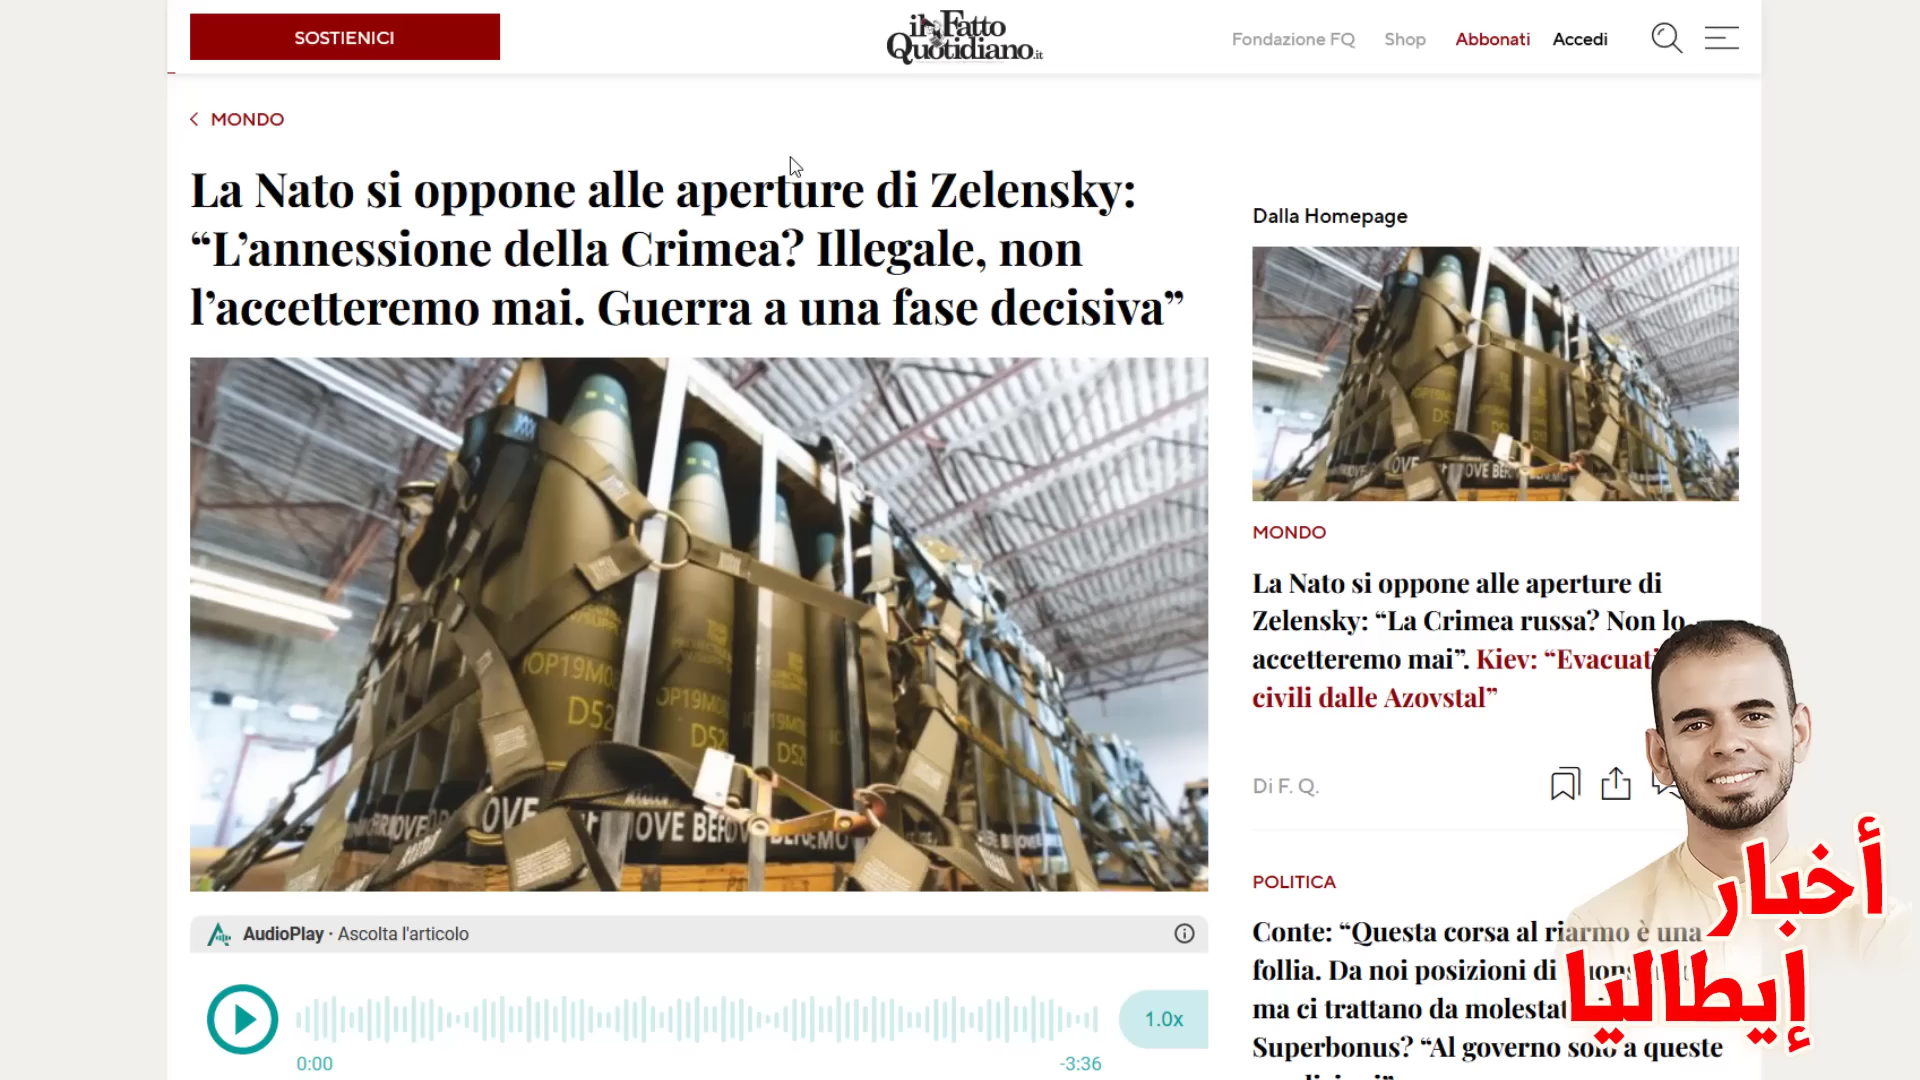 SOSTIENICI
il Fatto Quotidiano.it
Fondazione FQ
Shop
Abbonati
Accedi
MONDO
La Nato si oppone alle aperture di Zelensky:
“L’annessione della Crimea? Illegale, non
l’accetteremo mai. Guerra a una fase decisiva”
AudioPlay · Ascolta l'articolo
1.0x
0:00
-3:36
Dalla Homepage
MONDO
La Nato si oppone alle aperture di
Zelensky: “La Crimea russa? Non lo
accetteremo mai”. Kiev: “Evacuati
civili dalle Azovstal”
Di F. Q.
POLITICA
Conte: “Questa corsa al riarmo è una
follia. Da noi posizioni di
ma ci trattano da
Superbonus? “Al governo solo a queste
أخبار
إيطاليا